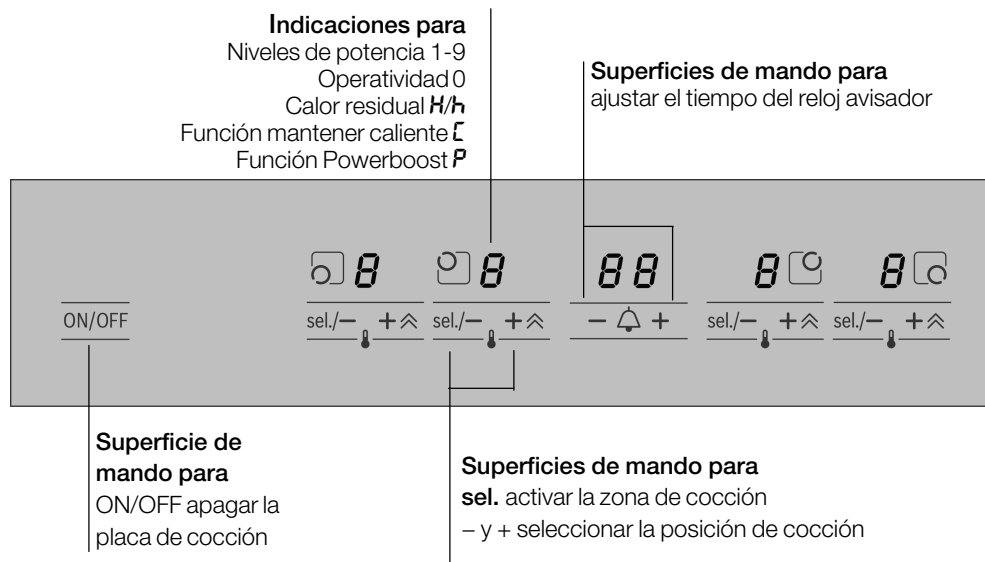 Indicaciones para
Niveles de potencia 1-9
Operatividad 0
Calor residual H/h
Función mantener caliente C
Función Powerboost P
Superficies de mando para
ajustar el tiempo del reloj avisador
8 8 88 8 8
ON/OFF sel./− + sel./− + − + sel./− + sel./− +
Superficie de
mando para
ON/OFF apagar la
placa de cocción
Superficies de mando para
sel. activar la zona de cocción
– y + seleccionar la posición de cocción